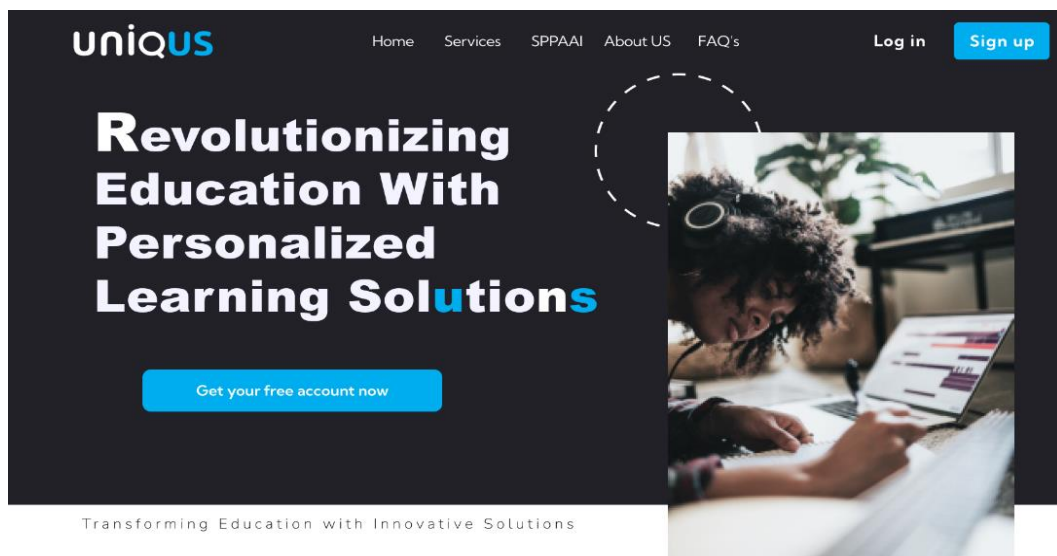 uniqus
Home Services SPPAAI About US FAQ's
Log in Sign up
Revolutionizing
Education With
Personalized
Learning Solutions
Get your free account now
Transforming Education with Innovative Solutions